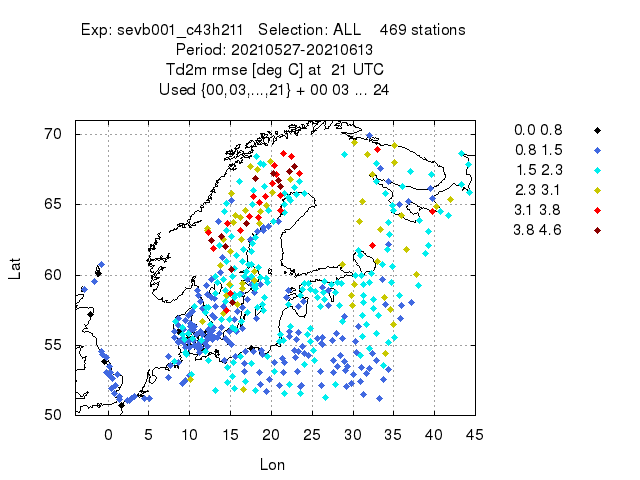 Exp: sevb001_c43h211   Selection: ALL    469 stations
Period: 20210527-20210613
Td2m rmse [deg C] at  21 UTC
Used {00,03,...,21} + 00 03 ... 24
70
65
60
55
50
Lat
0 5 10 15 20 25 30 35 40 45
Lon
0.0 0.8
0.8 1.5
1.5 2.3
2.3 3.1
3.1 3.8
3.8 4.6